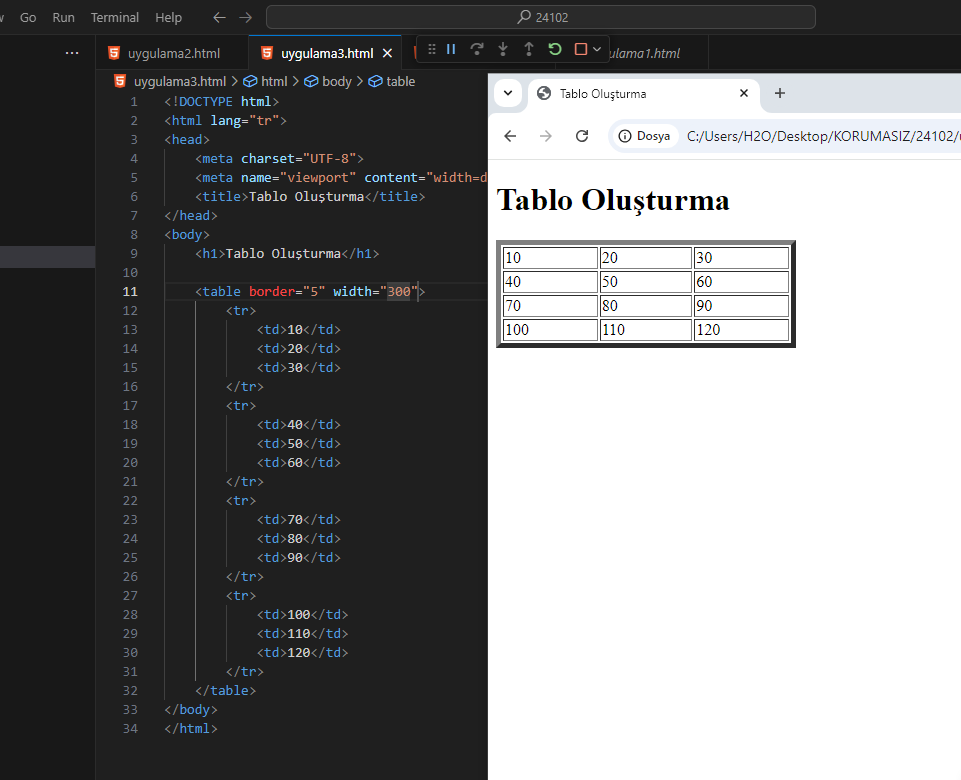 Go Run Terminal Help 24102
uygulama2.html uygulama3.html ulama1.html
uygulama3.html > html > body > table
1 <!DOCTYPE html>
2 <html lang="tr">
3 <head>
4 <meta charset="UTF-8">
5 <meta name="viewport" content="width=d
6 <title>Tablo Oluşturma</title>
7 </head>
8 <body>
9 <h1>Tablo Oluşturma</h1>
10
11 <table border="5" width="300">
12 <tr>
13 <td>10</td>
14 <td>20</td>
15 <td>30</td>
16 </tr>
17 <tr>
18 <td>40</td>
19 <td>50</td>
20 <td>60</td>
21 </tr>
22 <tr>
23 <td>70</td>
24 <td>80</td>
25 <td>90</td>
26 </tr>
27 <tr>
28 <td>100</td>
29 <td>110</td>
30 <td>120</td>
31 </tr>
32 </table>
33 </body>
34 </html>
Tablo Oluşturma
Dosya C:/Users/H2O/Desktop/KORUMASIZ/24102/
Tablo Oluşturma
10 20 30
40 50 60
70 80 90
100 110 120